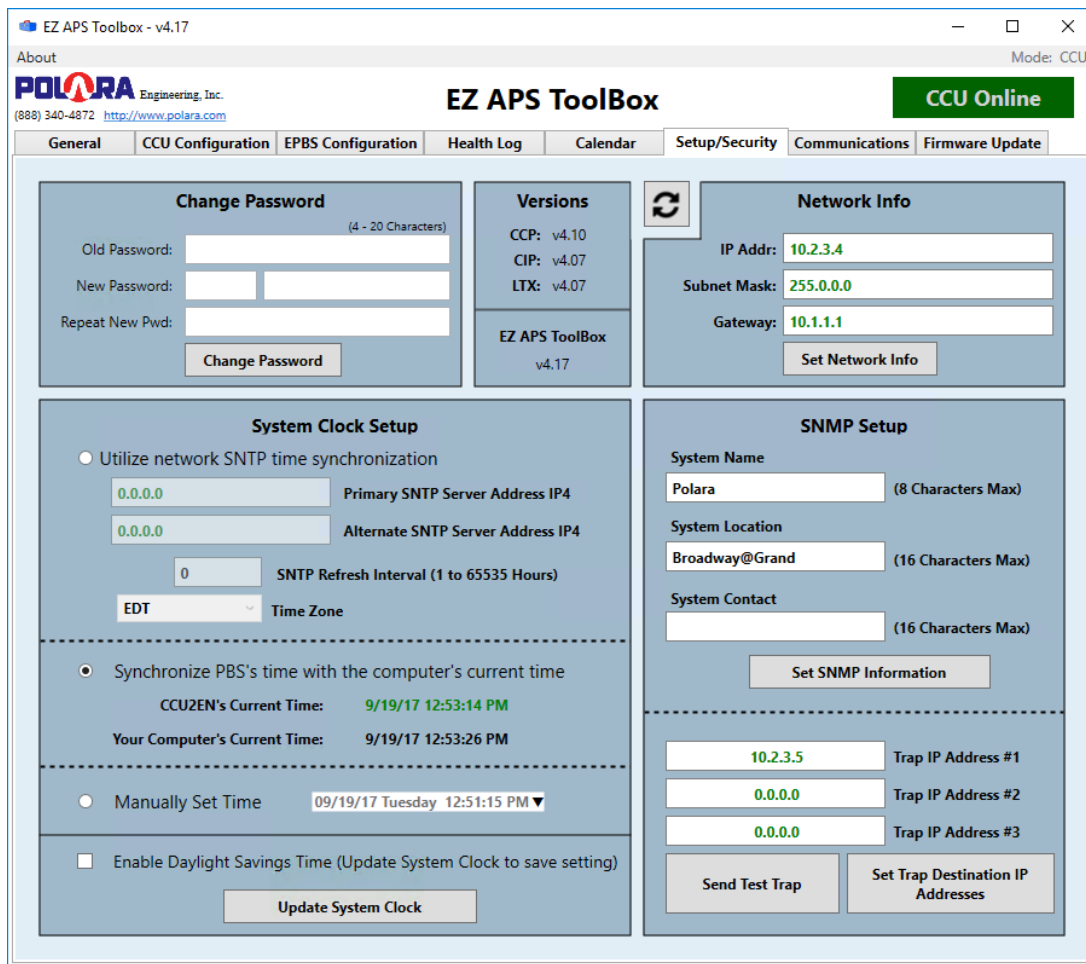 EZ APS Toolbox - v4.17
About
Mode: CCU
POLARA Engineering, Inc.
(888) 340-4872 http://www.polara.com
EZ APS ToolBox
CCU Online
General CCU Configuration EPBS Configuration Health Log Calendar Setup/Security Communications Firmware Update
Change Password
(4 - 20 Characters)
Old Password:
New Password:
Repeat New Pwd:
Change Password
Versions
CCP: v4.10
CIP: v4.07
LTX: v4.07
EZ APS ToolBox
v4.17
Network Info
IP Addr: 10.2.3.4
Subnet Mask: 255.0.0.0
Gateway: 10.1.1.1
Set Network Info
System Clock Setup
Utilize network SNTP time synchronization
0.0.0.0 Primary SNTP Server Address IP4
0.0.0.0 Alternate SNTP Server Address IP4
0 SNTP Refresh Interval (1 to 65535 Hours)
EDT Time Zone
Synchronize PBS's time with the computer's current time
CCU2EN's Current Time: 9/19/17 12:53:14 PM
Your Computer's Current Time: 9/19/17 12:53:26 PM
Manually Set Time 09/19/17 Tuesday 12:51:15 PM
Enable Daylight Savings Time (Update System Clock to save setting)
Update System Clock
SNMP Setup
System Name
Polara (8 Characters Max)
System Location
Broadway@Grand (16 Characters Max)
System Contact
(16 Characters Max)
Set SNMP Information
10.2.3.5 Trap IP Address #1
0.0.0.0 Trap IP Address #2
0.0.0.0 Trap IP Address #3
Send Test Trap
Set Trap Destination IP
Addresses